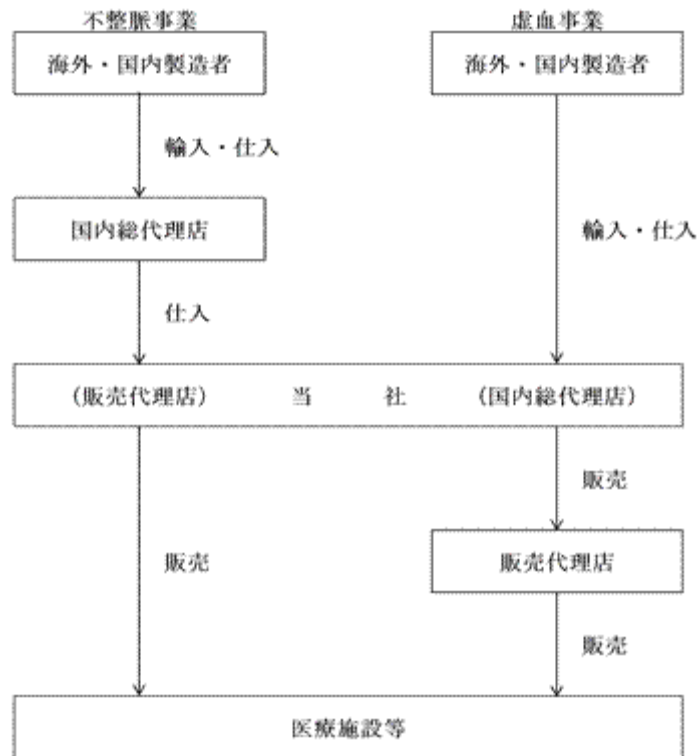 不整脈事業 虚血事業
海外・国内製造者 海外・国内製造者
輸入・仕入
国内総代理店 輸入・仕入
仕入
(販売代理店) 当 社 (国内総代理店)
販売
販売代理店
販売
販売
医療施設等